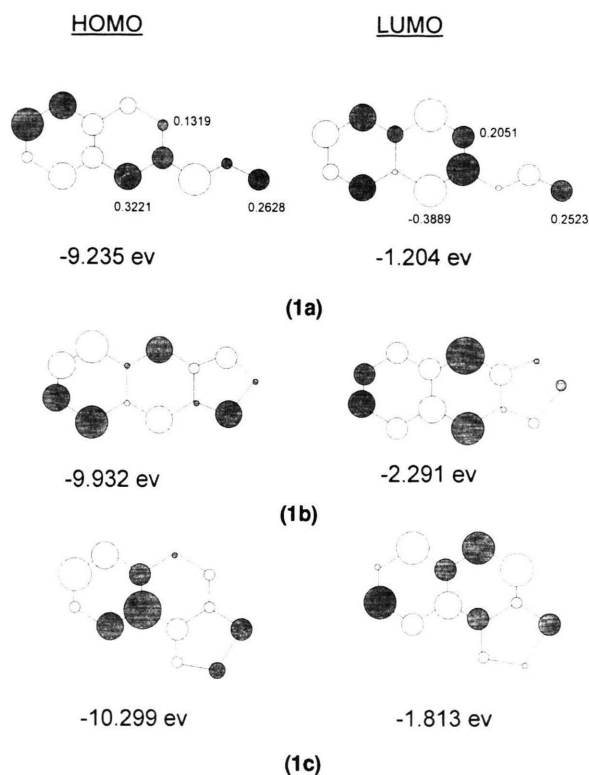 HOMO LUMO
0.1319 0.2051
0.3221 0.2628 -0.3889 0.2523
-9.235 ev -1.204 ev
(1a)
-9.932 ev -2.291 ev
(1b)
-10.299 ev -1.813 ev
(1c)